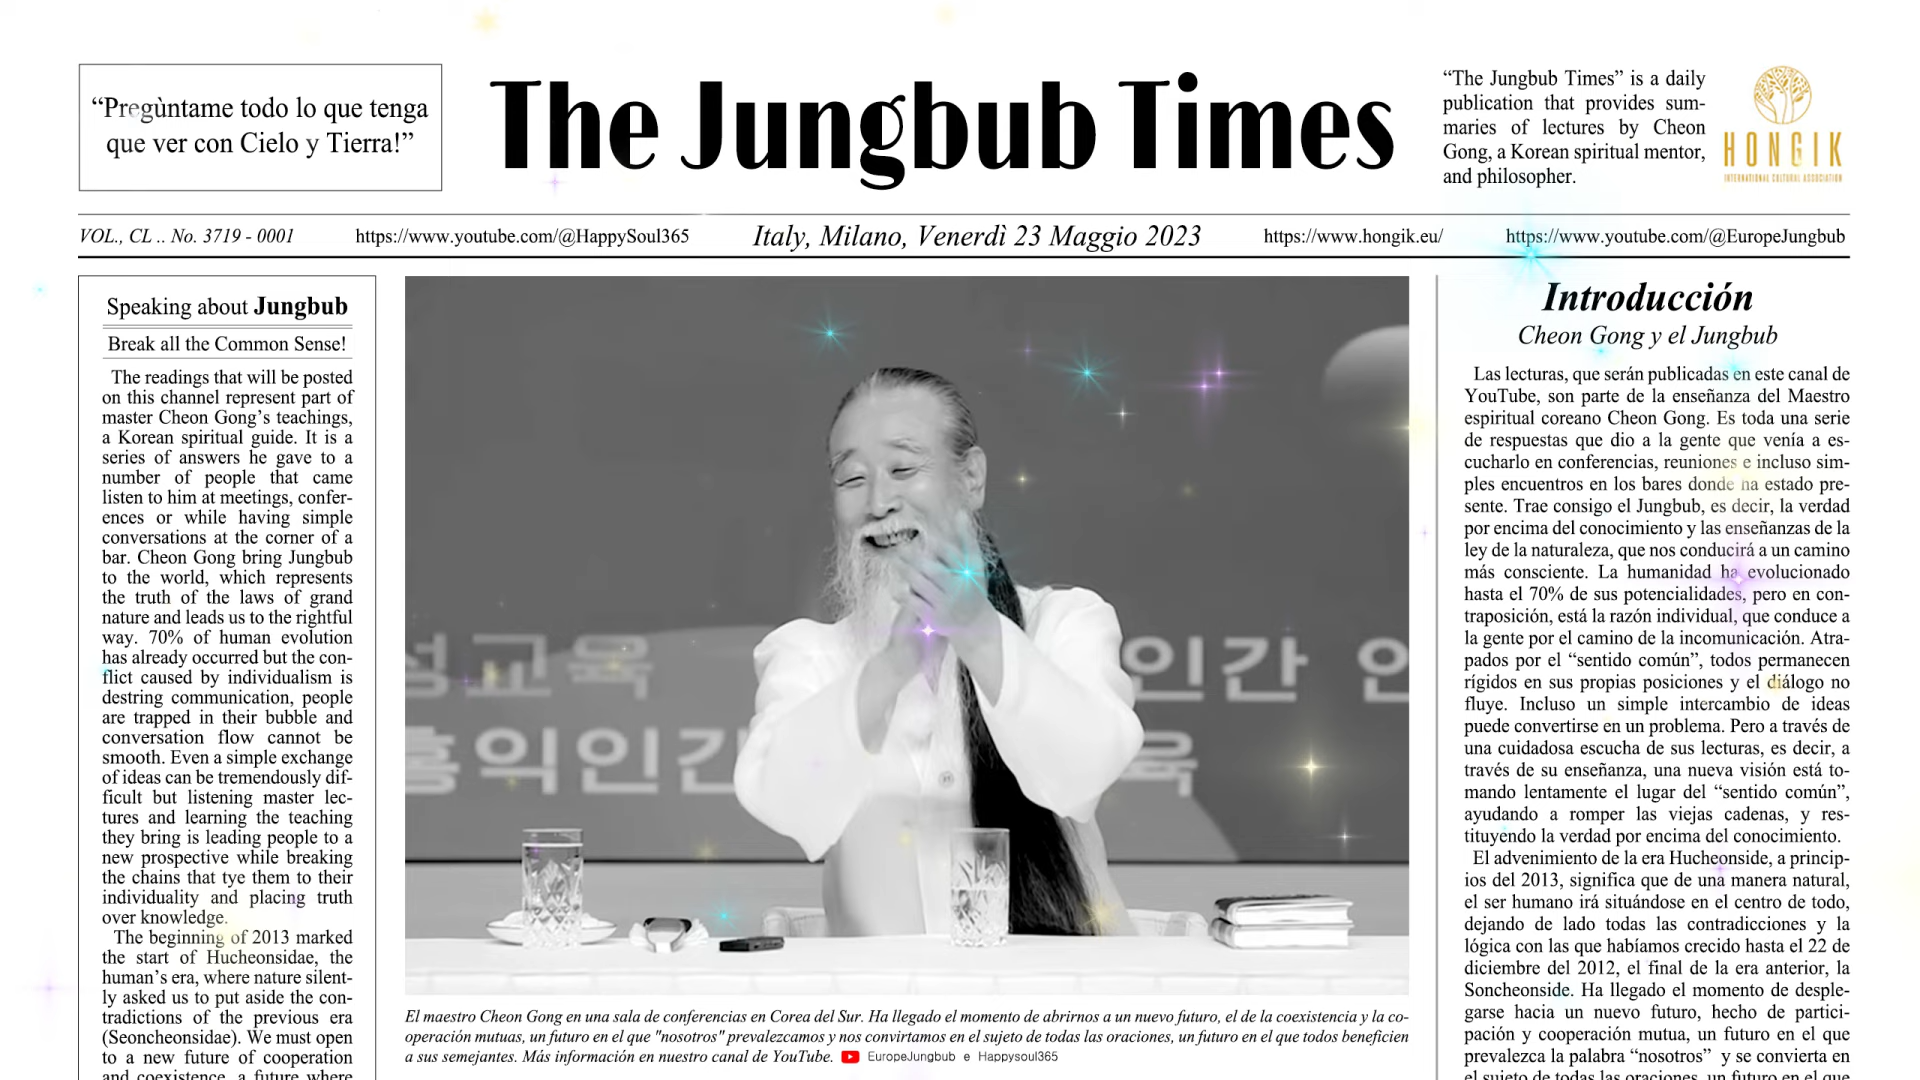 “Pregùntame todo lo que tenga
que ver con Cielo y Tierra!”
The Jungbub Times
“The Jungbub Times” is a daily
publication that provides sum-
maries of lectures by Cheon
Gong, a Korean spiritual mentor,
and philosopher.
HONGIK
INTERNATIONAL CULTURAL ASSOCIATION
VOL., CL .. No. 3719 - 0001
https://www.youtube.com/@HappySoul365
Italy, Milano, Venerdì 23 Maggio 2023
https://www.hongik.eu/
https://www.youtube.com/@EuropeJungbub
Speaking about Jungbub
Break all the Common Sense!
The readings that will be posted
on this channel represent part of
master Cheon Gong’s teachings,
a Korean spiritual guide. It is a
series of answers he gave to a
number of people that came
listen to him at meetings, confer-
ences or while having simple
conversations at the corner of a
bar. Cheon Gong bring Jungbub
to the world, which represents
the truth of the laws of grand
nature and leads us to the rightful
way. 70% of human evolution
has already occurred but the con-
flict caused by individualism is
destring communication, people
are trapped in their bubble and
conversation flow cannot be
smooth. Even a simple exchange
of ideas can be tremendously dif-
ficult but listening master lec-
tures and learning the teaching
they bring is leading people to a
new prospective while breaking
the chains that tye them to their
individuality and placing truth
over knowledge.
The beginning of 2013 marked
the start of Hucheonsidae, the
human’s era, where nature silent-
ly asked us to put aside the con-
tradictions of the previous era
(Seoncheonsidae). We must open
to a new future of cooperation
and coexistence, a future where
성교육
인간 인
홍익인간
육
El maestro Cheon Gong en una sala de conferencias en Corea del Sur. Ha llegado el momento de abrirnos a un nuevo futuro, el de la coexistencia y la co-
operación mutuas, un futuro en el que "nosotros" prevalezcamos y nos convirtamos en el sujeto de todas las oraciones, un futuro en el que todos beneficien
a sus semejantes. Más información en nuestro canal de YouTube. EuropeJungbub e Happysoul365
Introducción
Cheon Gong y el Jungbub
Las lecturas, que serán publicadas en este canal de
YouTube, son parte de la enseñanza del Maestro
espiritual coreano Cheon Gong. Es toda una serie
de respuestas que dio a la gente que venía a es-
cucharlo en conferencias, reuniones e incluso sim-
ples encuentros en los bares donde ha estado pre-
sente. Trae consigo el Jungbub, es decir, la verdad
por encima del conocimiento y las enseñanzas de la
ley de la naturaleza, que nos conducirá a un camino
más consciente. La humanidad ha evolucionado
hasta el 70% de sus potencialidades, pero en con-
traposición, está la razón individual, que conduce a
la gente por el camino de la incomunicación. Atra-
pados por el “sentido común”, todos permanecen
rígidos en sus propias posiciones y el diálogo no
fluye. Incluso un simple intercambio de ideas
puede convertirse en un problema. Pero a través de
una cuidadosa escucha de sus lecturas, es decir, a
través de su enseñanza, una nueva visión está to-
mando lentamente el lugar del “sentido común”,
ayudando a romper las viejas cadenas, y res-
tituyendo la verdad por encima del conocimiento.
El advenimiento de la era Hucheonside, a princip-
ios del 2013, significa que de una manera natural,
el ser humano irá situándose en el centro de todo,
dejando de lado todas las contradicciones y la
lógica con las que habíamos crecido hasta el 22 de
diciembre del 2012, el final de la era anterior, la
Soncheonside. Ha llegado el momento de desple-
garse hacia un nuevo futuro, hecho de partici-
pación y cooperación mutua, un futuro en el que
prevalezca la palabra “nosotros” y se convierta en
el sujeto de todas las oraciones, un futuro en el que